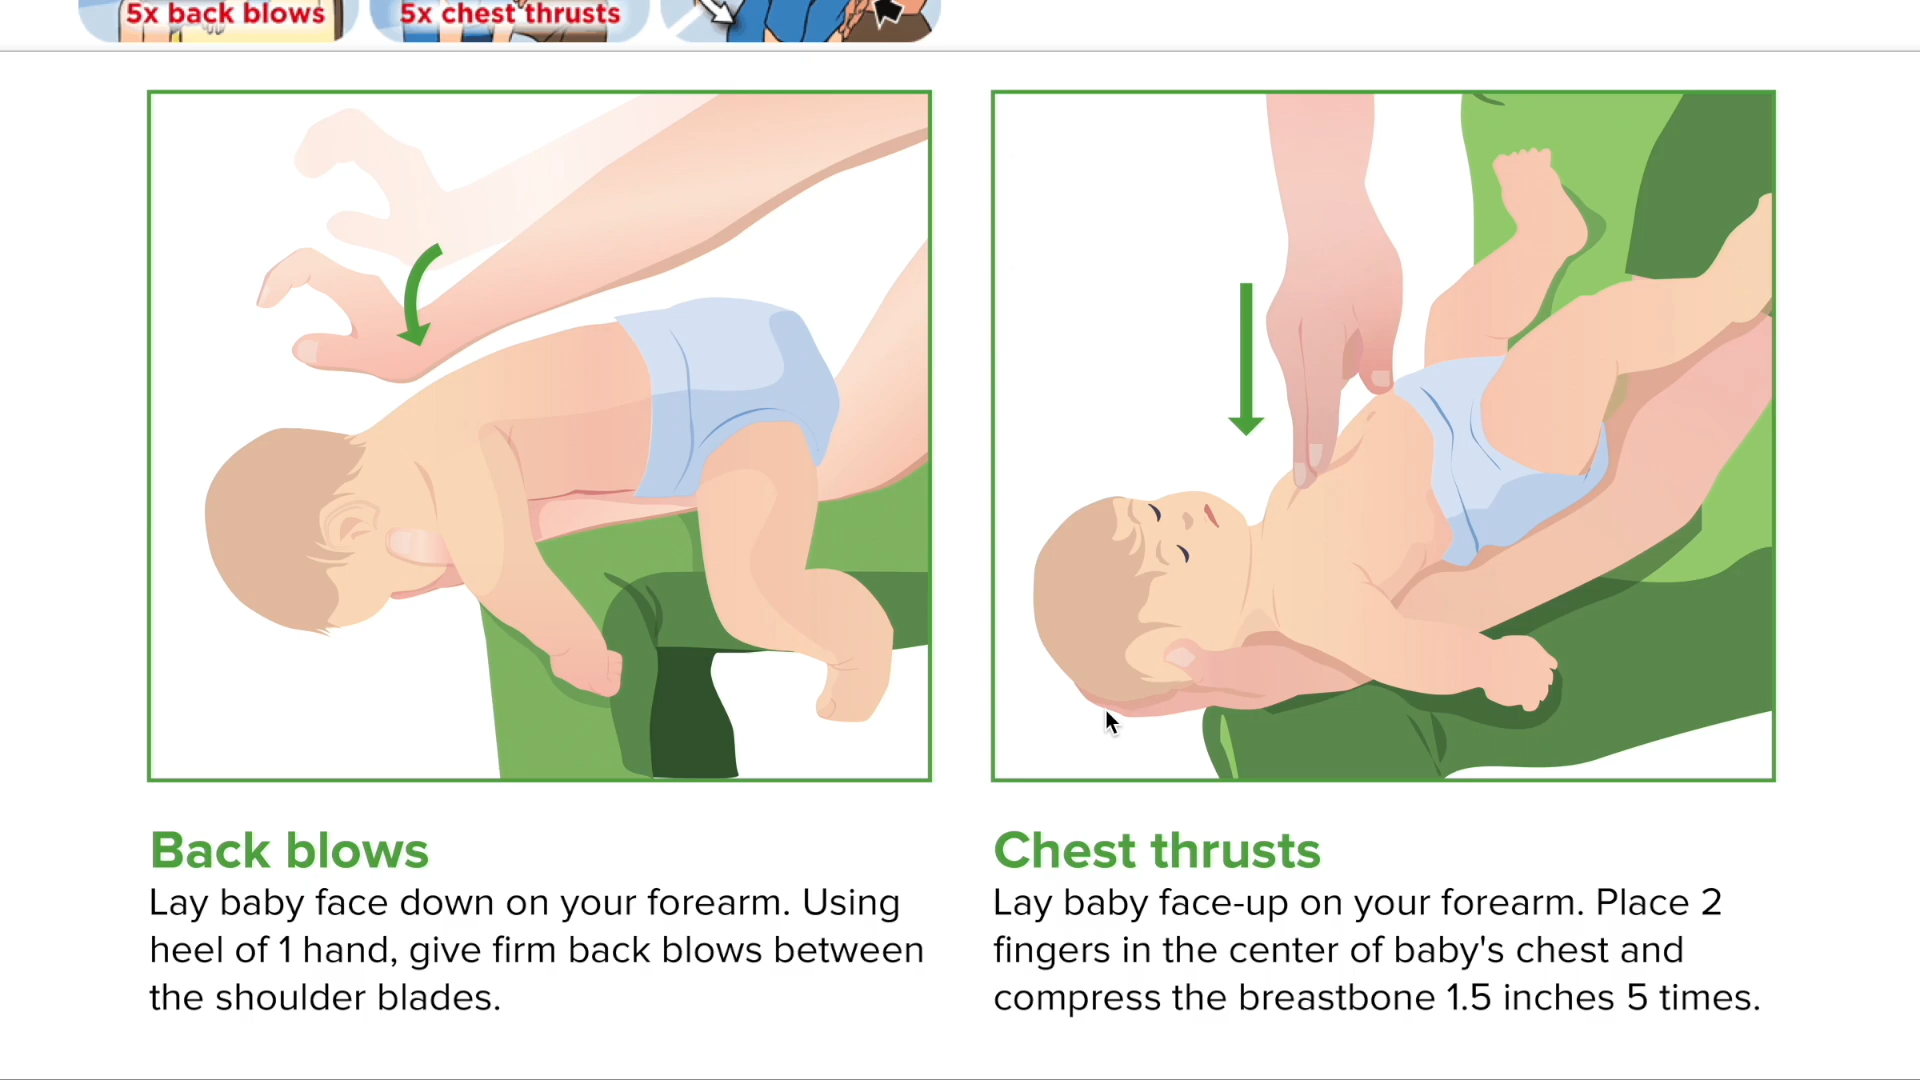 5x back blows
5x chest thrusts
Back blows
Lay baby face down on your forearm. Using
heel of 1 hand, give firm back blows between
the shoulder blades.
Chest thrusts
Lay baby face-up on your forearm. Place 2
fingers in the center of baby's chest and
compress the breastbone 1.5 inches 5 times.